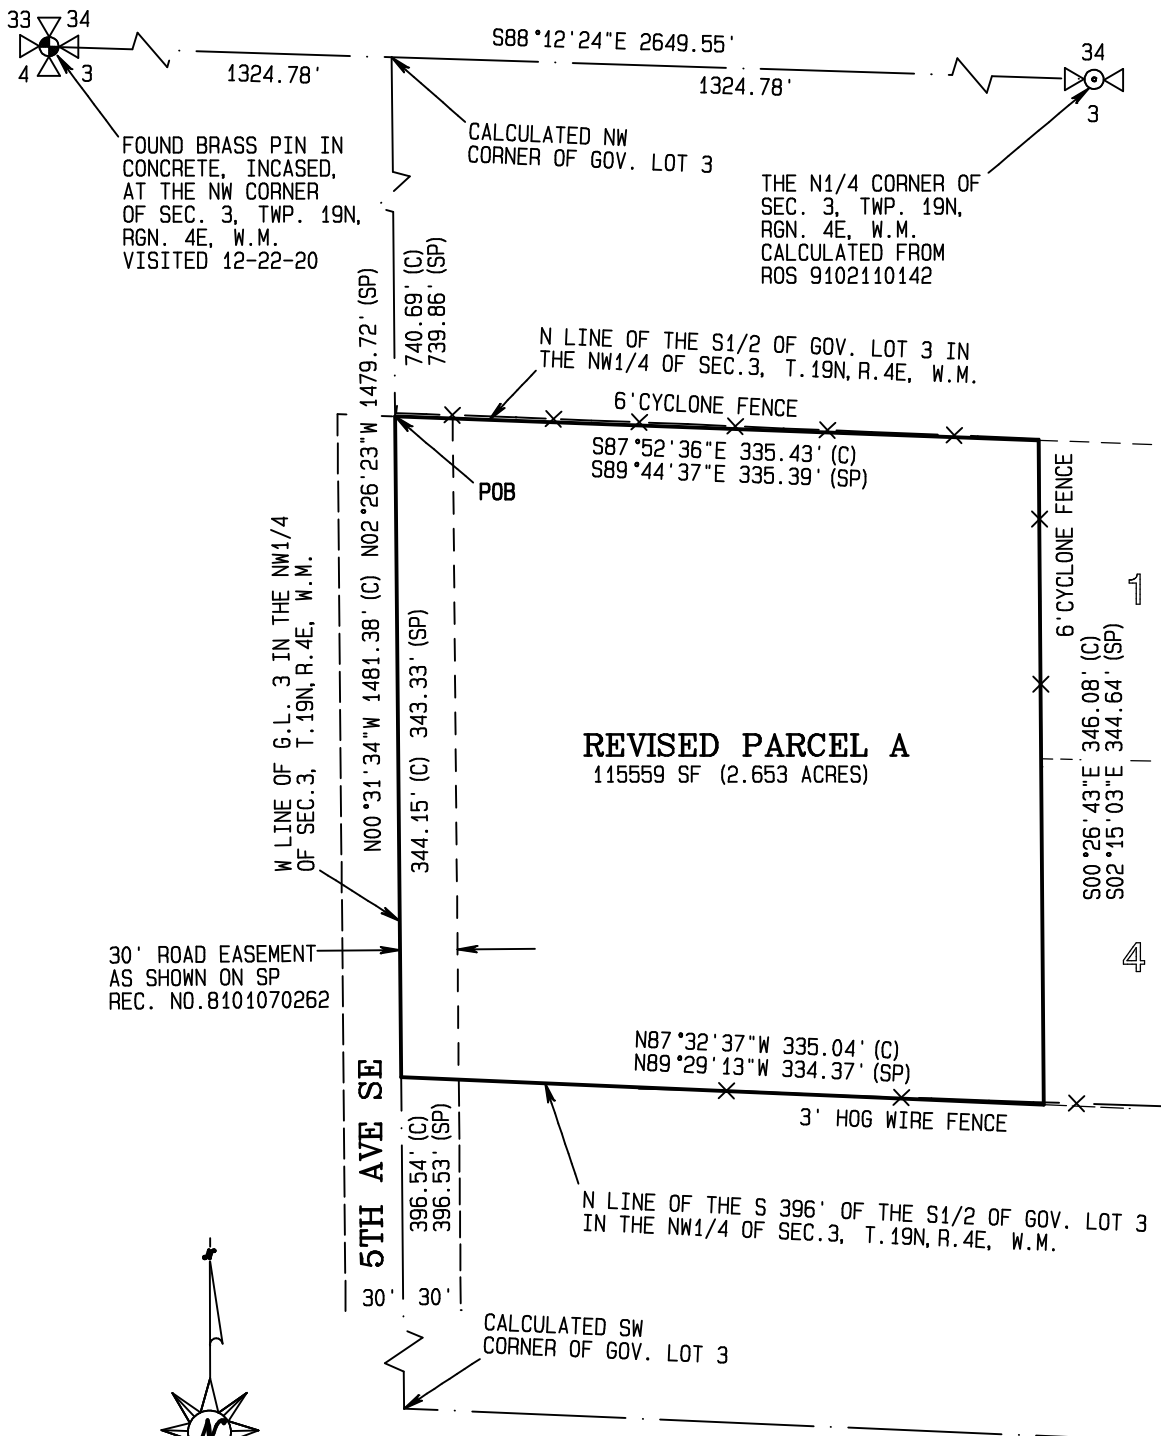 33 34
4 3
S88°12'24"E 2649.55'
1324.78'
1324.78'
34
3
FOUND BRASS PIN IN
CONCRETE, INCASED,
AT THE NW CORNER
OF SEC. 3, TWP. 19N,
RGN. 4E, W.M.
VISITED 12-22-20
CALCULATED NW
CORNER OF GOV. LOT 3
THE N1/4 CORNER OF
SEC. 3, TWP. 19N,
RGN. 4E, W.M.
CALCULATED FROM
ROS 9102110142
740.69' (C)
739.86' (SP)
N LINE OF THE S1/2 OF GOV. LOT 3 IN
THE NW1/4 OF SEC.3, T.19N,R.4E, W.M.
6'CYCLONE FENCE
S87°52'36"E 335.43' (C)
S89°44'37"E 335.39' (SP)
POB
N00°31'34"W 1481.38' (C) N02°26'23"W 1479.72' (SP)
W LINE OF G.L. 3 IN THE NW1/4
OF SEC.3, T.19N,R.4E, W.M.
344.15' (C) 343.33' (SP)
6'CYCLONE FENCE
1
S00°26'43"E 346.08' (C)
S02°15'03"E 344.64' (SP)
REVISED PARCEL A
115559 SF (2.653 ACRES)
4
30' ROAD EASEMENT
AS SHOWN ON SP
REC. NO.8101070262
N87°32'37"W 335.04' (C)
N89°29'13"W 334.37' (SP)
3' HOG WIRE FENCE
5TH AVE SE
396.54' (C)
396.53' (SP)
N LINE OF THE S 396' OF THE S1/2 OF GOV. LOT 3
IN THE NW1/4 OF SEC.3, T.19N,R.4E, W.M.
30' 30'
CALCULATED SW
CORNER OF GOV. LOT 3
N